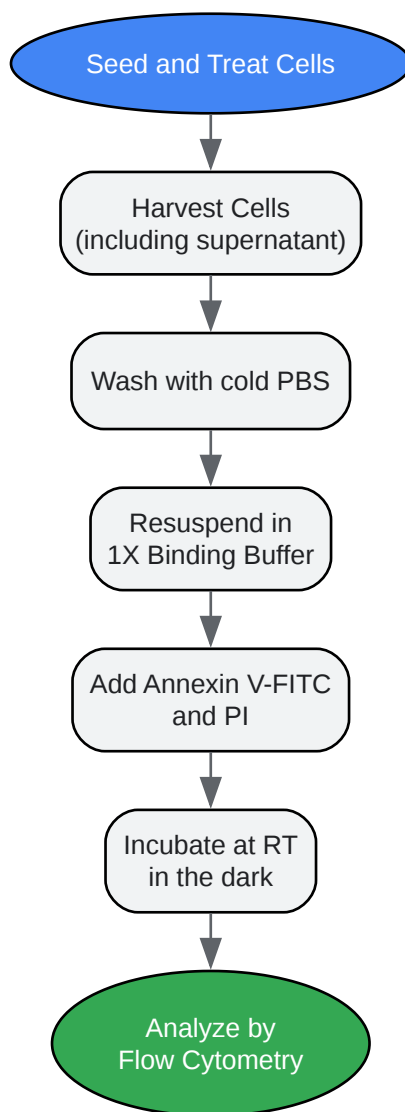 Seed and Treat Cells
Harvest Cells
(including supernatant)
Wash with cold PBS
Resuspend in
1X Binding Buffer
Add Annexin V-FITC
and PI
Incubate at RT
in the dark
Analyze by
Flow Cytometry